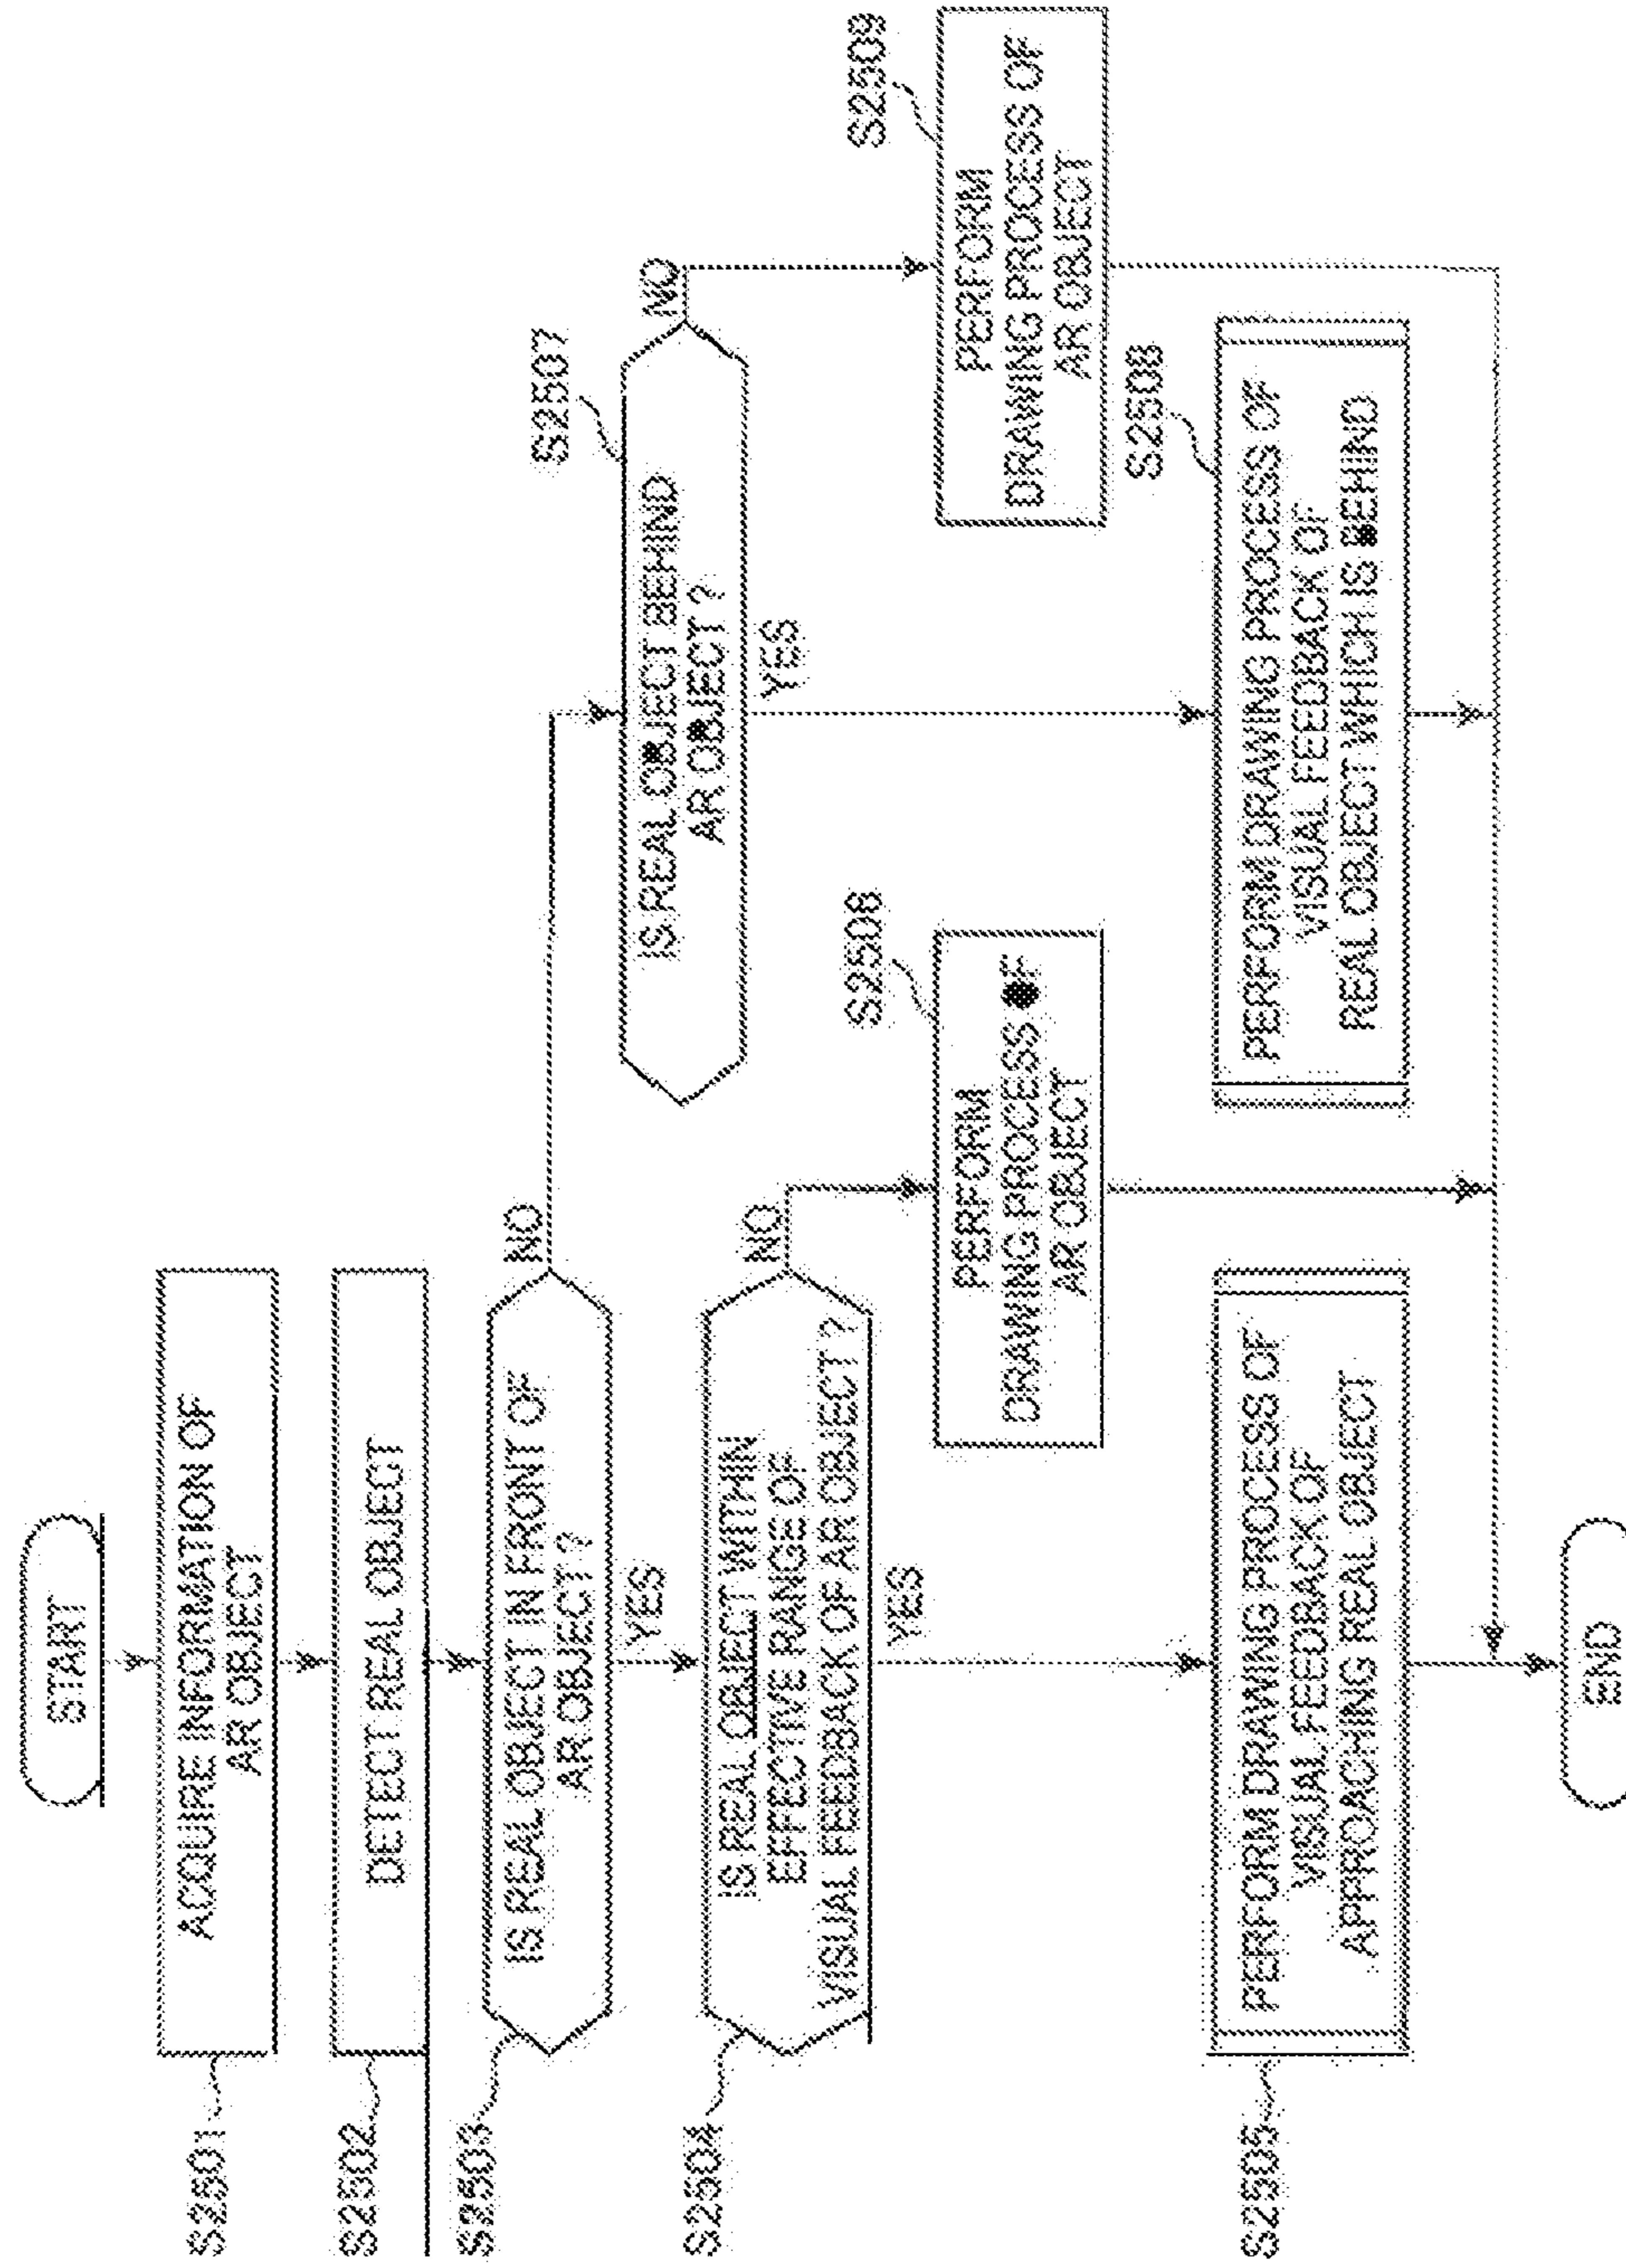 START
S2501
ACQUIRE INFORMATION OF
AR OBJECT
S2502
DETECT REAL OBJECT
S2503
IS REAL OBJECT IN FRONT OF
AR OBJECT ?
NO
YES
S2504
IS REAL OBJECT WITHIN
EFFECTIVE RANGE OF
VISUAL FEEDBACK OF AR OBJECT ?
NO
YES
S2507
IS REAL OBJECT BEHIND
AR OBJECT ?
NO
YES
S2506
PERFORM
DRAWING PROCESS OF
AR OBJECT
S2509
PERFORM
DRAWING PROCESS OF
AR OBJECT
S2505
PERFORM DRAWING PROCESS OF
VISUAL FEEDBACK OF
APPROACHING REAL OBJECT
S2508
PERFORM DRAWING PROCESS OF
VISUAL FEEDBACK OF
REAL OBJECT WHICH IS BEHIND
END